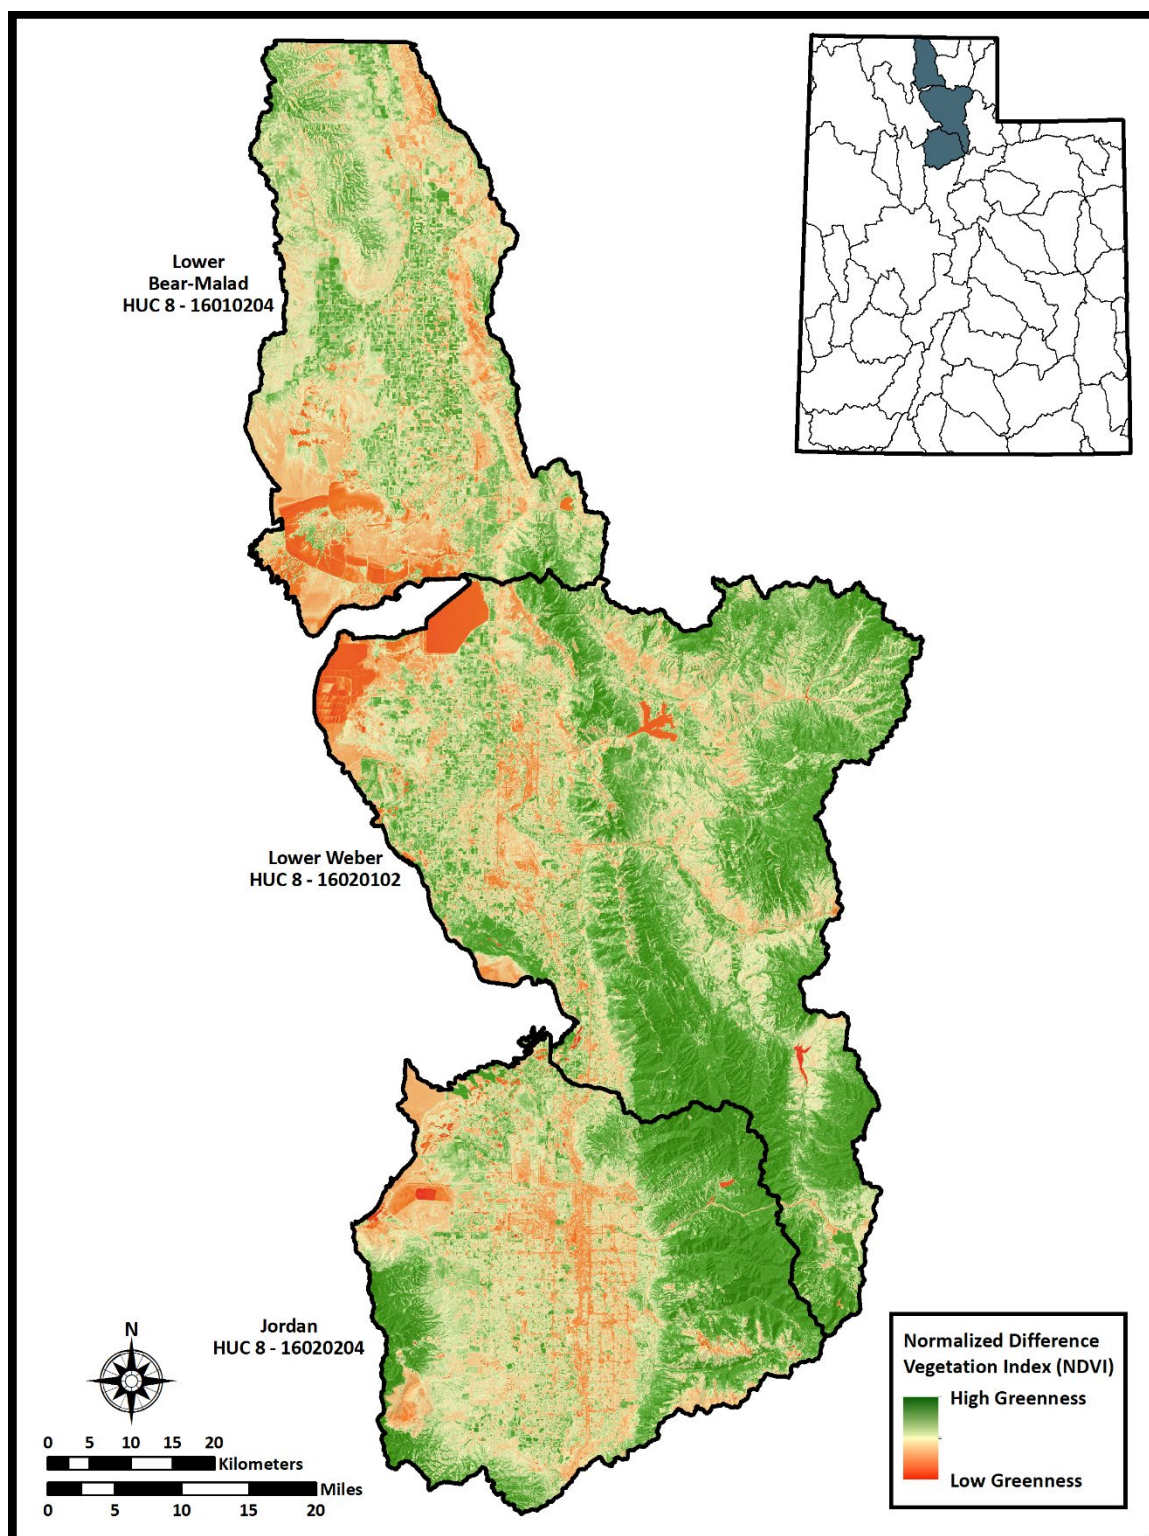 Lower
Bear-Malad
HUC 8 - 16010204
Lower Weber
HUC 8 - 16020102
Jordan
HUC 8 - 16020204
N
0 5 10 15 20
Kilometers
Miles
0 5 10 15 20
Normalized Difference
Vegetation Index (NDVI)
High Greenness
Low Greenness